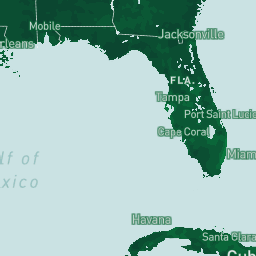 Mobile
Jacksonville
rleans
FLA.
Tampa
Port Saint Lucie
Cape Coral
Miam
lf of
xico
Havana
Santa Clara
Cub